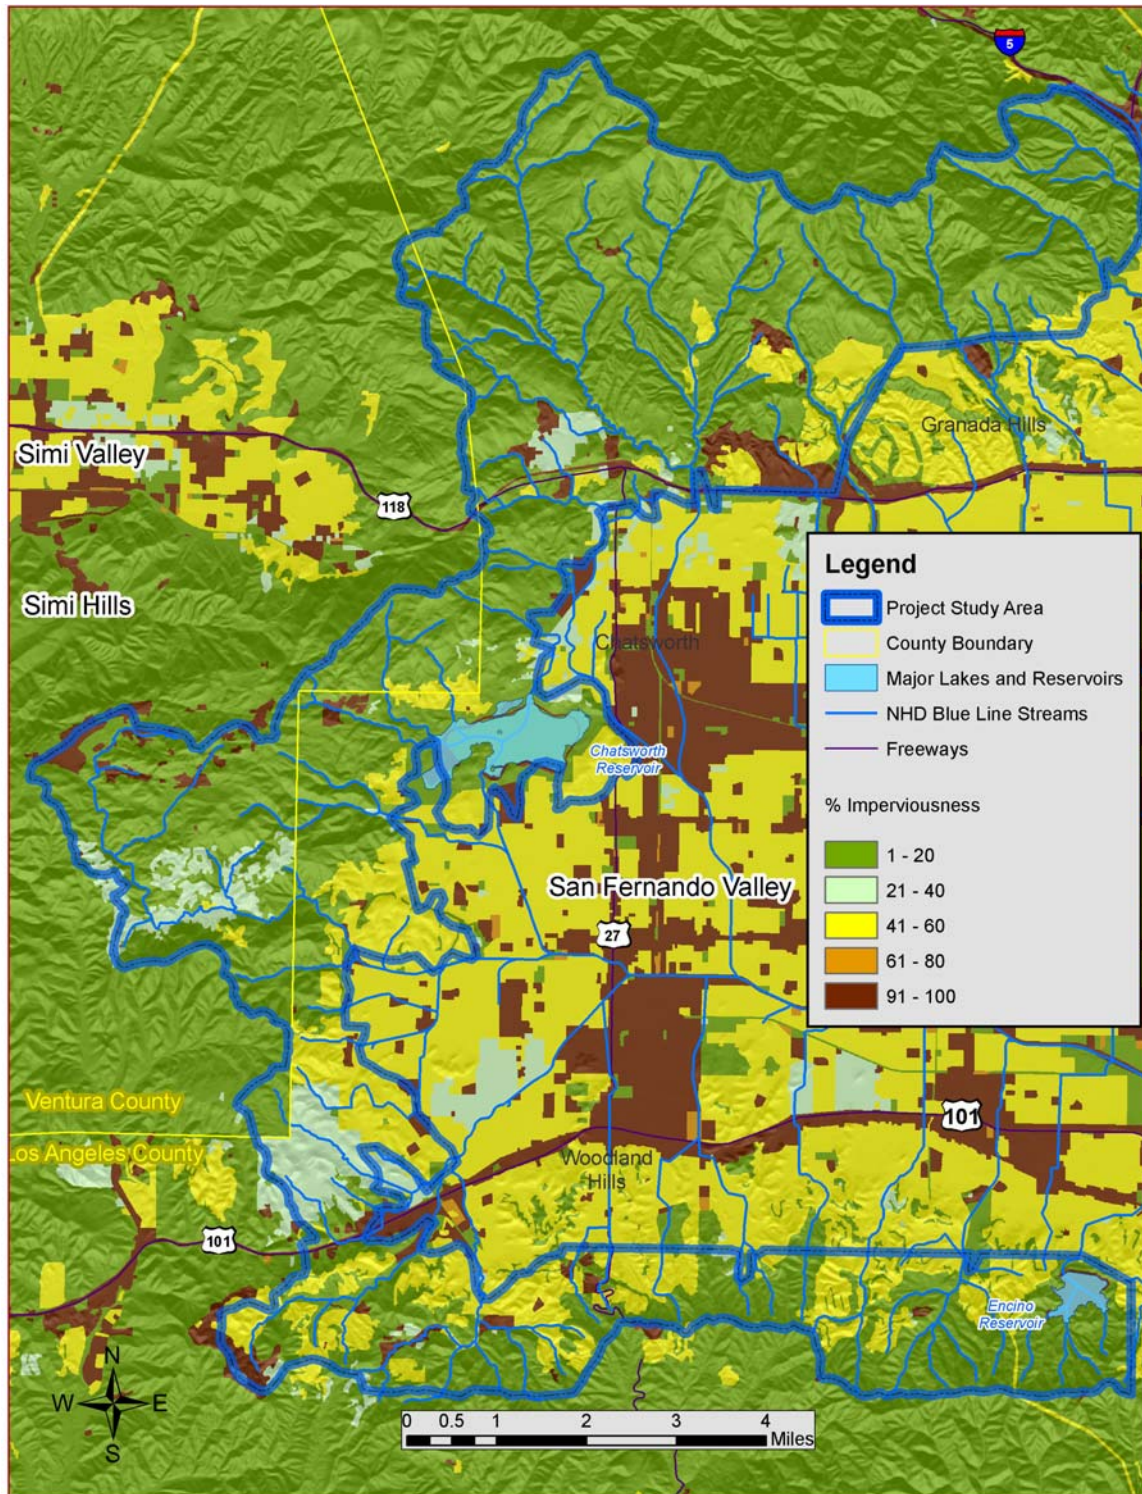 5
Granada Hills
Simi Valley
118
Simi Hills
Chatsworth
Chatsworth
Reservoir
San Fernando Valley
27
Legend
Project Study Area
County Boundary
Major Lakes and Reservoirs
NHD Blue Line Streams
Freeways
% Imperviousness
1 - 20
21 - 40
41 - 60
61 - 80
91 - 100
Ventura County
Los Angeles County
101
Woodland
Hills
101
Encino
Reservoir
N
W E
S
0 0.5 1 2 3 4
Miles